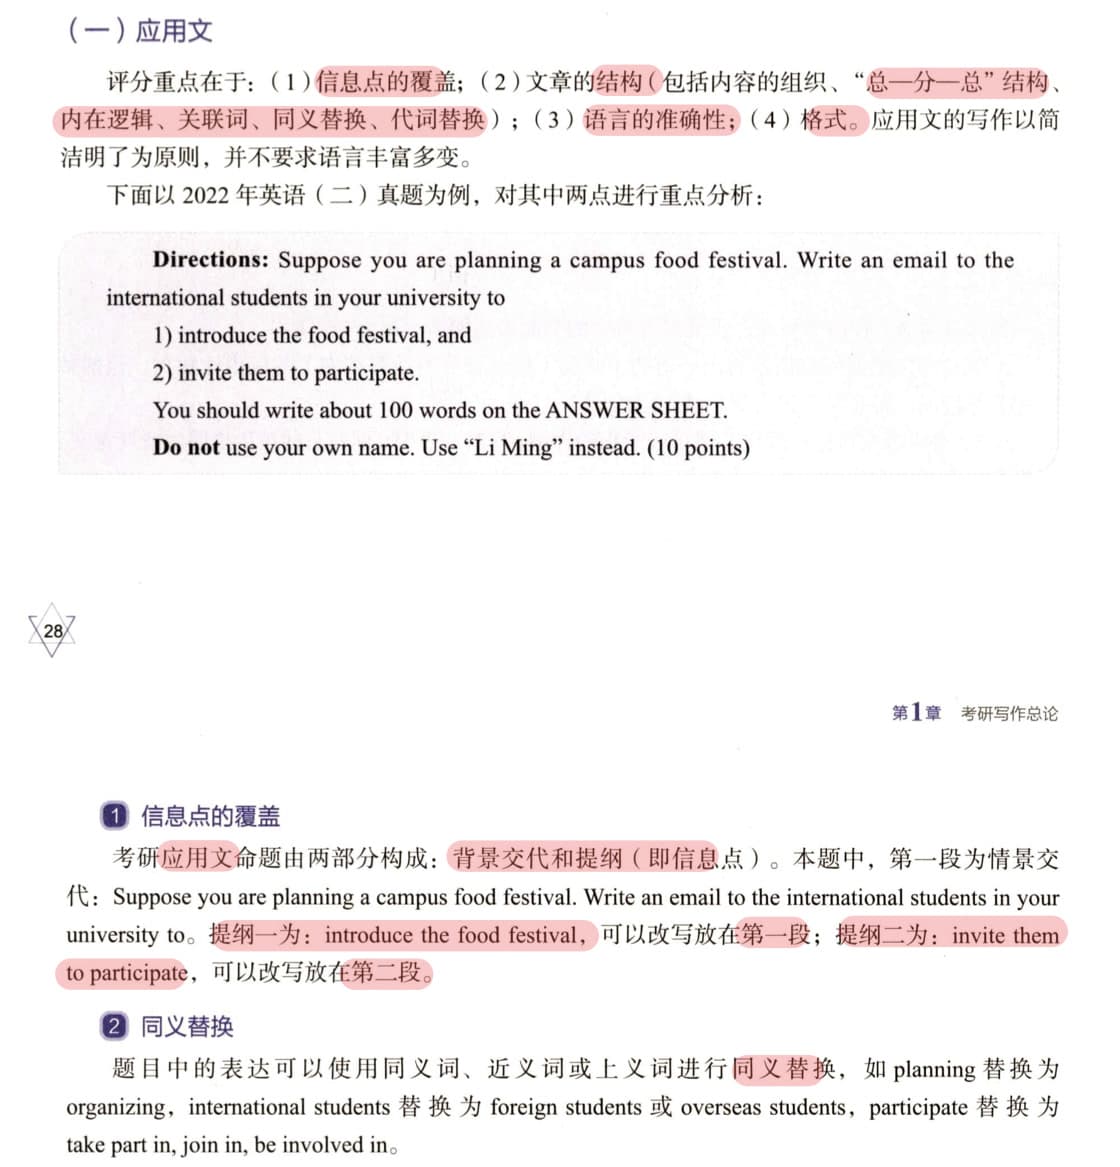 （一）应用文
评分重点在于：（1）信息点的覆盖；（2）文章的结构（包括内容的组织、“总—分—总”结构、
内在逻辑、关联词、同义替换、代词替换）；（3）语言的准确性；（4）格式。应用文的写作以简
洁明了为原则，并不要求语言丰富多变。
下面以 2022 年英语（二）真题为例，对其中两点进行重点分析：
Directions: Suppose you are planning a campus food festival. Write an email to the
international students in your university to
1) introduce the food festival, and
2) invite them to participate.
You should write about 100 words on the ANSWER SHEET.
Do not use your own name. Use “Li Ming” instead. (10 points)
28
第1章 考研写作总论
1 信息点的覆盖
考研应用文命题由两部分构成：背景交代和提纲（即信息点）。本题中，第一段为情景交
代：Suppose you are planning a campus food festival. Write an email to the international students in your
university to。提纲一为：introduce the food festival，可以改写放在第一段；提纲二为：invite them
to participate，可以改写放在第二段。
2 同义替换
题目中的表达可以使用同义词、近义词或上义词进行同义替换，如 planning 替换为
organizing，international students 替换为 foreign students 或 overseas students，participate 替换为
take part in, join in, be involved in。